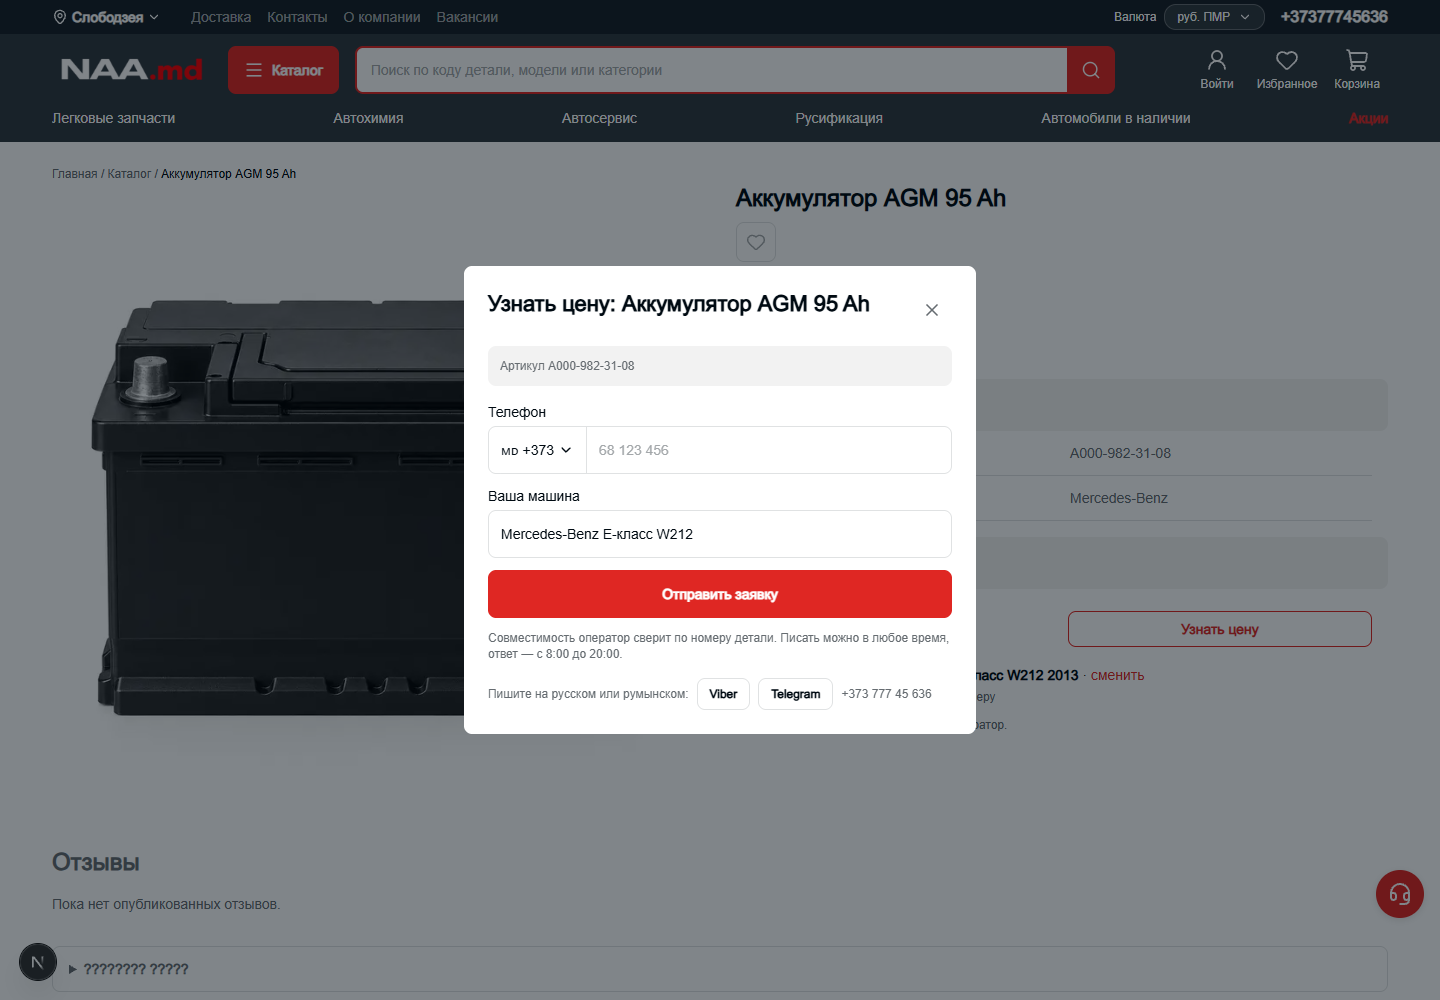 Слободзея
Доставка
Контакты
О компании
Вакансии
Валюта
руб. ПМР
+37377745636
NAA.md
Каталог
Поиск по коду детали, модели или категории
Войти
Избранное
Корзина
Легковые запчасти
Автохимия
Автосервис
Русификация
Автомобили в наличии
Акции
Главная / Каталог / Аккумулятор AGM 95 Ah
Аккумулятор AGM 95 Ah
Узнать цену: Аккумулятор AGM 95 Ah
Артикул A000-982-31-08
Телефон
MD +373
68 123 456
Ваша машина
Mercedes-Benz E-класс W212
Отправить заявку
Совместимость оператор сверит по номеру детали. Писать можно в любое время,
ответ — с 8:00 до 20:00.
Пишите на русском или румынском:
Viber
Telegram
+373 777 45 636
A000-982-31-08
Mercedes-Benz
Узнать цену
W212 2013 · сменить
Отзывы
Пока нет опубликованных отзывов.
???????? ?????
N